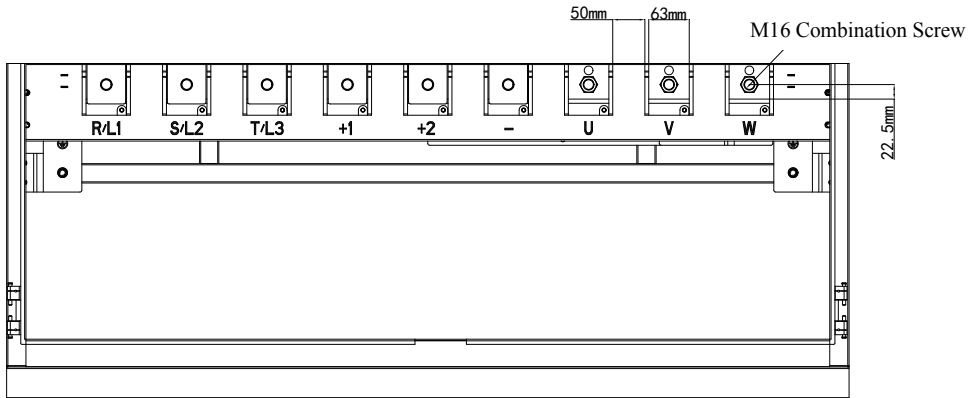 50mm 63mm
M16 Combination Screw
22.5mm
R/L1 S/L2 T/L3 +1 +2 - U V W